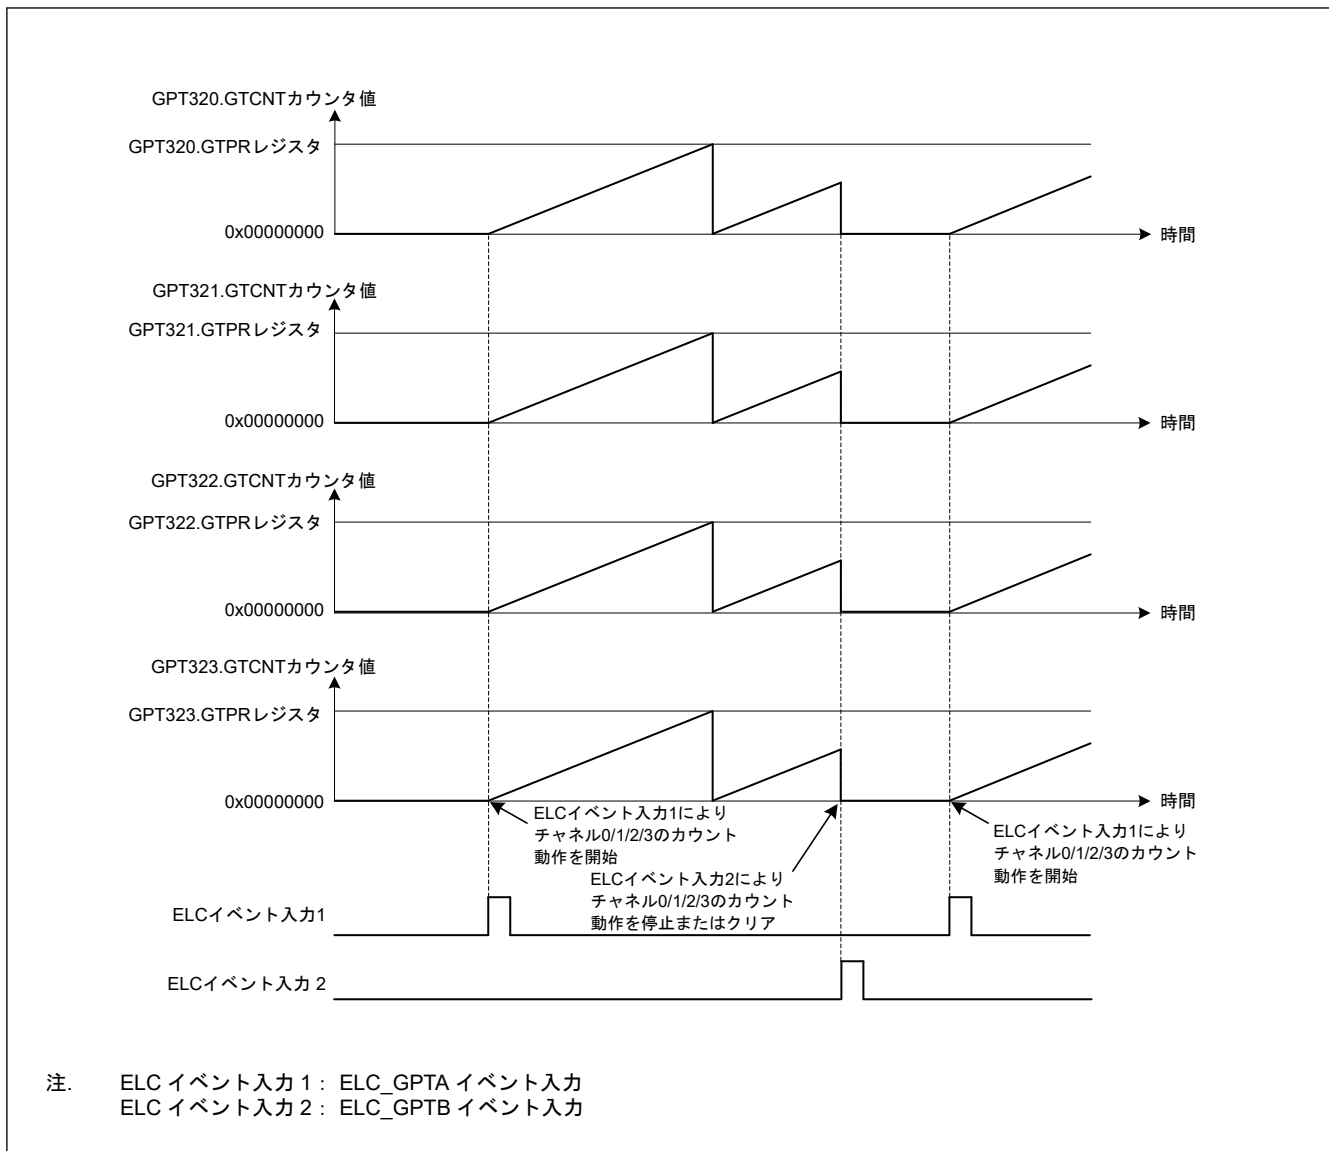 GPT320.GTCNTカウンタ値
GPT320.GTPRレジスタ
0x00000000
時間
GPT321.GTCNTカウンタ値
GPT321.GTPRレジスタ
0x00000000
時間
GPT322.GTCNTカウンタ値
GPT322.GTPRレジスタ
0x00000000
時間
GPT323.GTCNTカウンタ値
GPT323.GTPRレジスタ
0x00000000
時間
ELCイベント入力1により
チャネル0/1/2/3のカウント
動作を開始
ELCイベント入力2により
チャネル0/1/2/3のカウント
動作を停止またはクリア
ELCイベント入力1により
チャネル0/1/2/3のカウント
動作を開始
ELCイベント入力1
ELCイベント入力 2
注. ELC イベント入力 1 : ELC_GPTA イベント入力
ELC イベント入力 2 : ELC_GPTB イベント入力